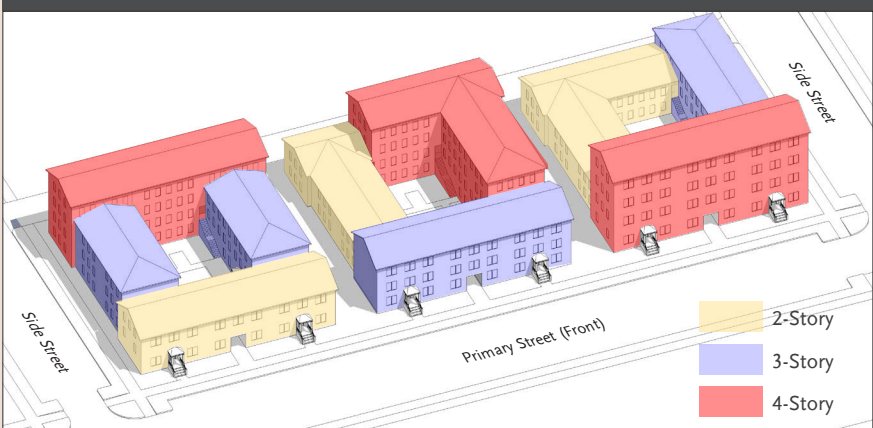 Side Street
Side Street
Primary Street (Front)
2-Story
3-Story
4-Story